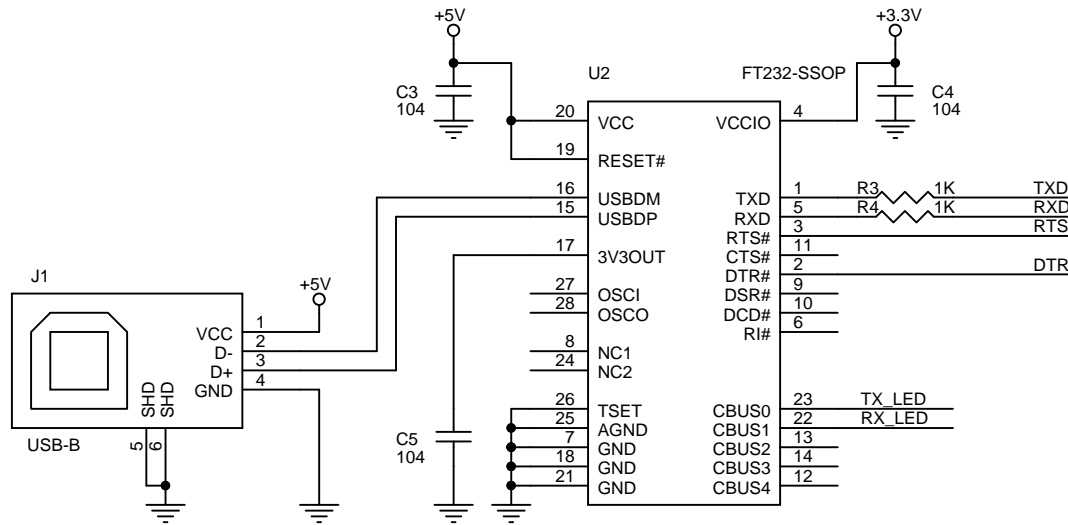 +5V
+3.3V
U2
FT232-SSOP
C3
104
C4
104
20
VCC
VCCIO
4
19
RESET#
16
USBDM
TXD
1
R3
1K
TXD
15
USBDP
RXD
5
R4
1K
RXD
RTS#
3
RTS
17
3V3OUT
CTS#
11
DTR#
2
DTR
J1
+5V
27
OSCI
DSR#
9
28
OSCO
DCD#
10
RI#
6
VCC
1
D-
2
D+
3
GND
4
8
NC1
24
NC2
SHD
SHD
5
6
USB-B
C5
104
26
TSET
CBUS0
23
TX_LED
25
AGND
CBUS1
22
RX_LED
7
GND
CBUS2
13
18
GND
CBUS3
14
21
GND
CBUS4
12